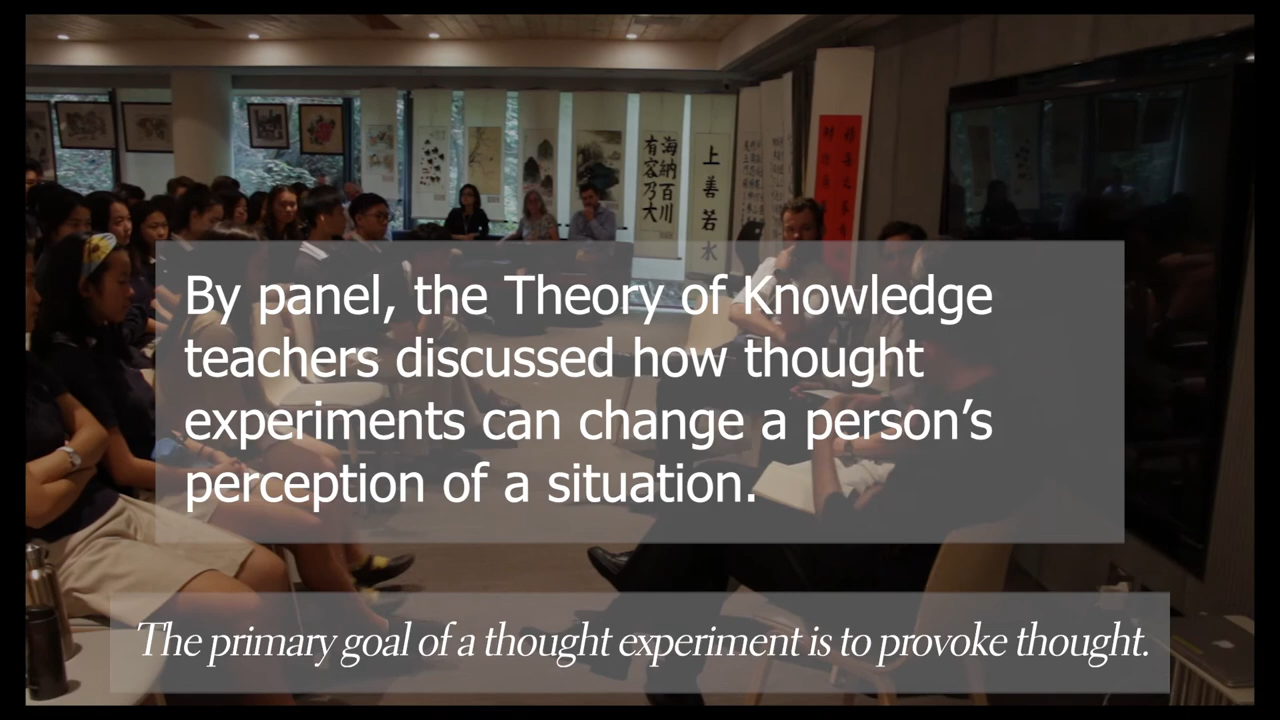 海納百川
有容乃大
上善若水
By panel, the Theory of Knowledge
teachers discussed how thought
experiments can change a person’s
perception of a situation.
The primary goal of a thought experiment is to provoke thought.